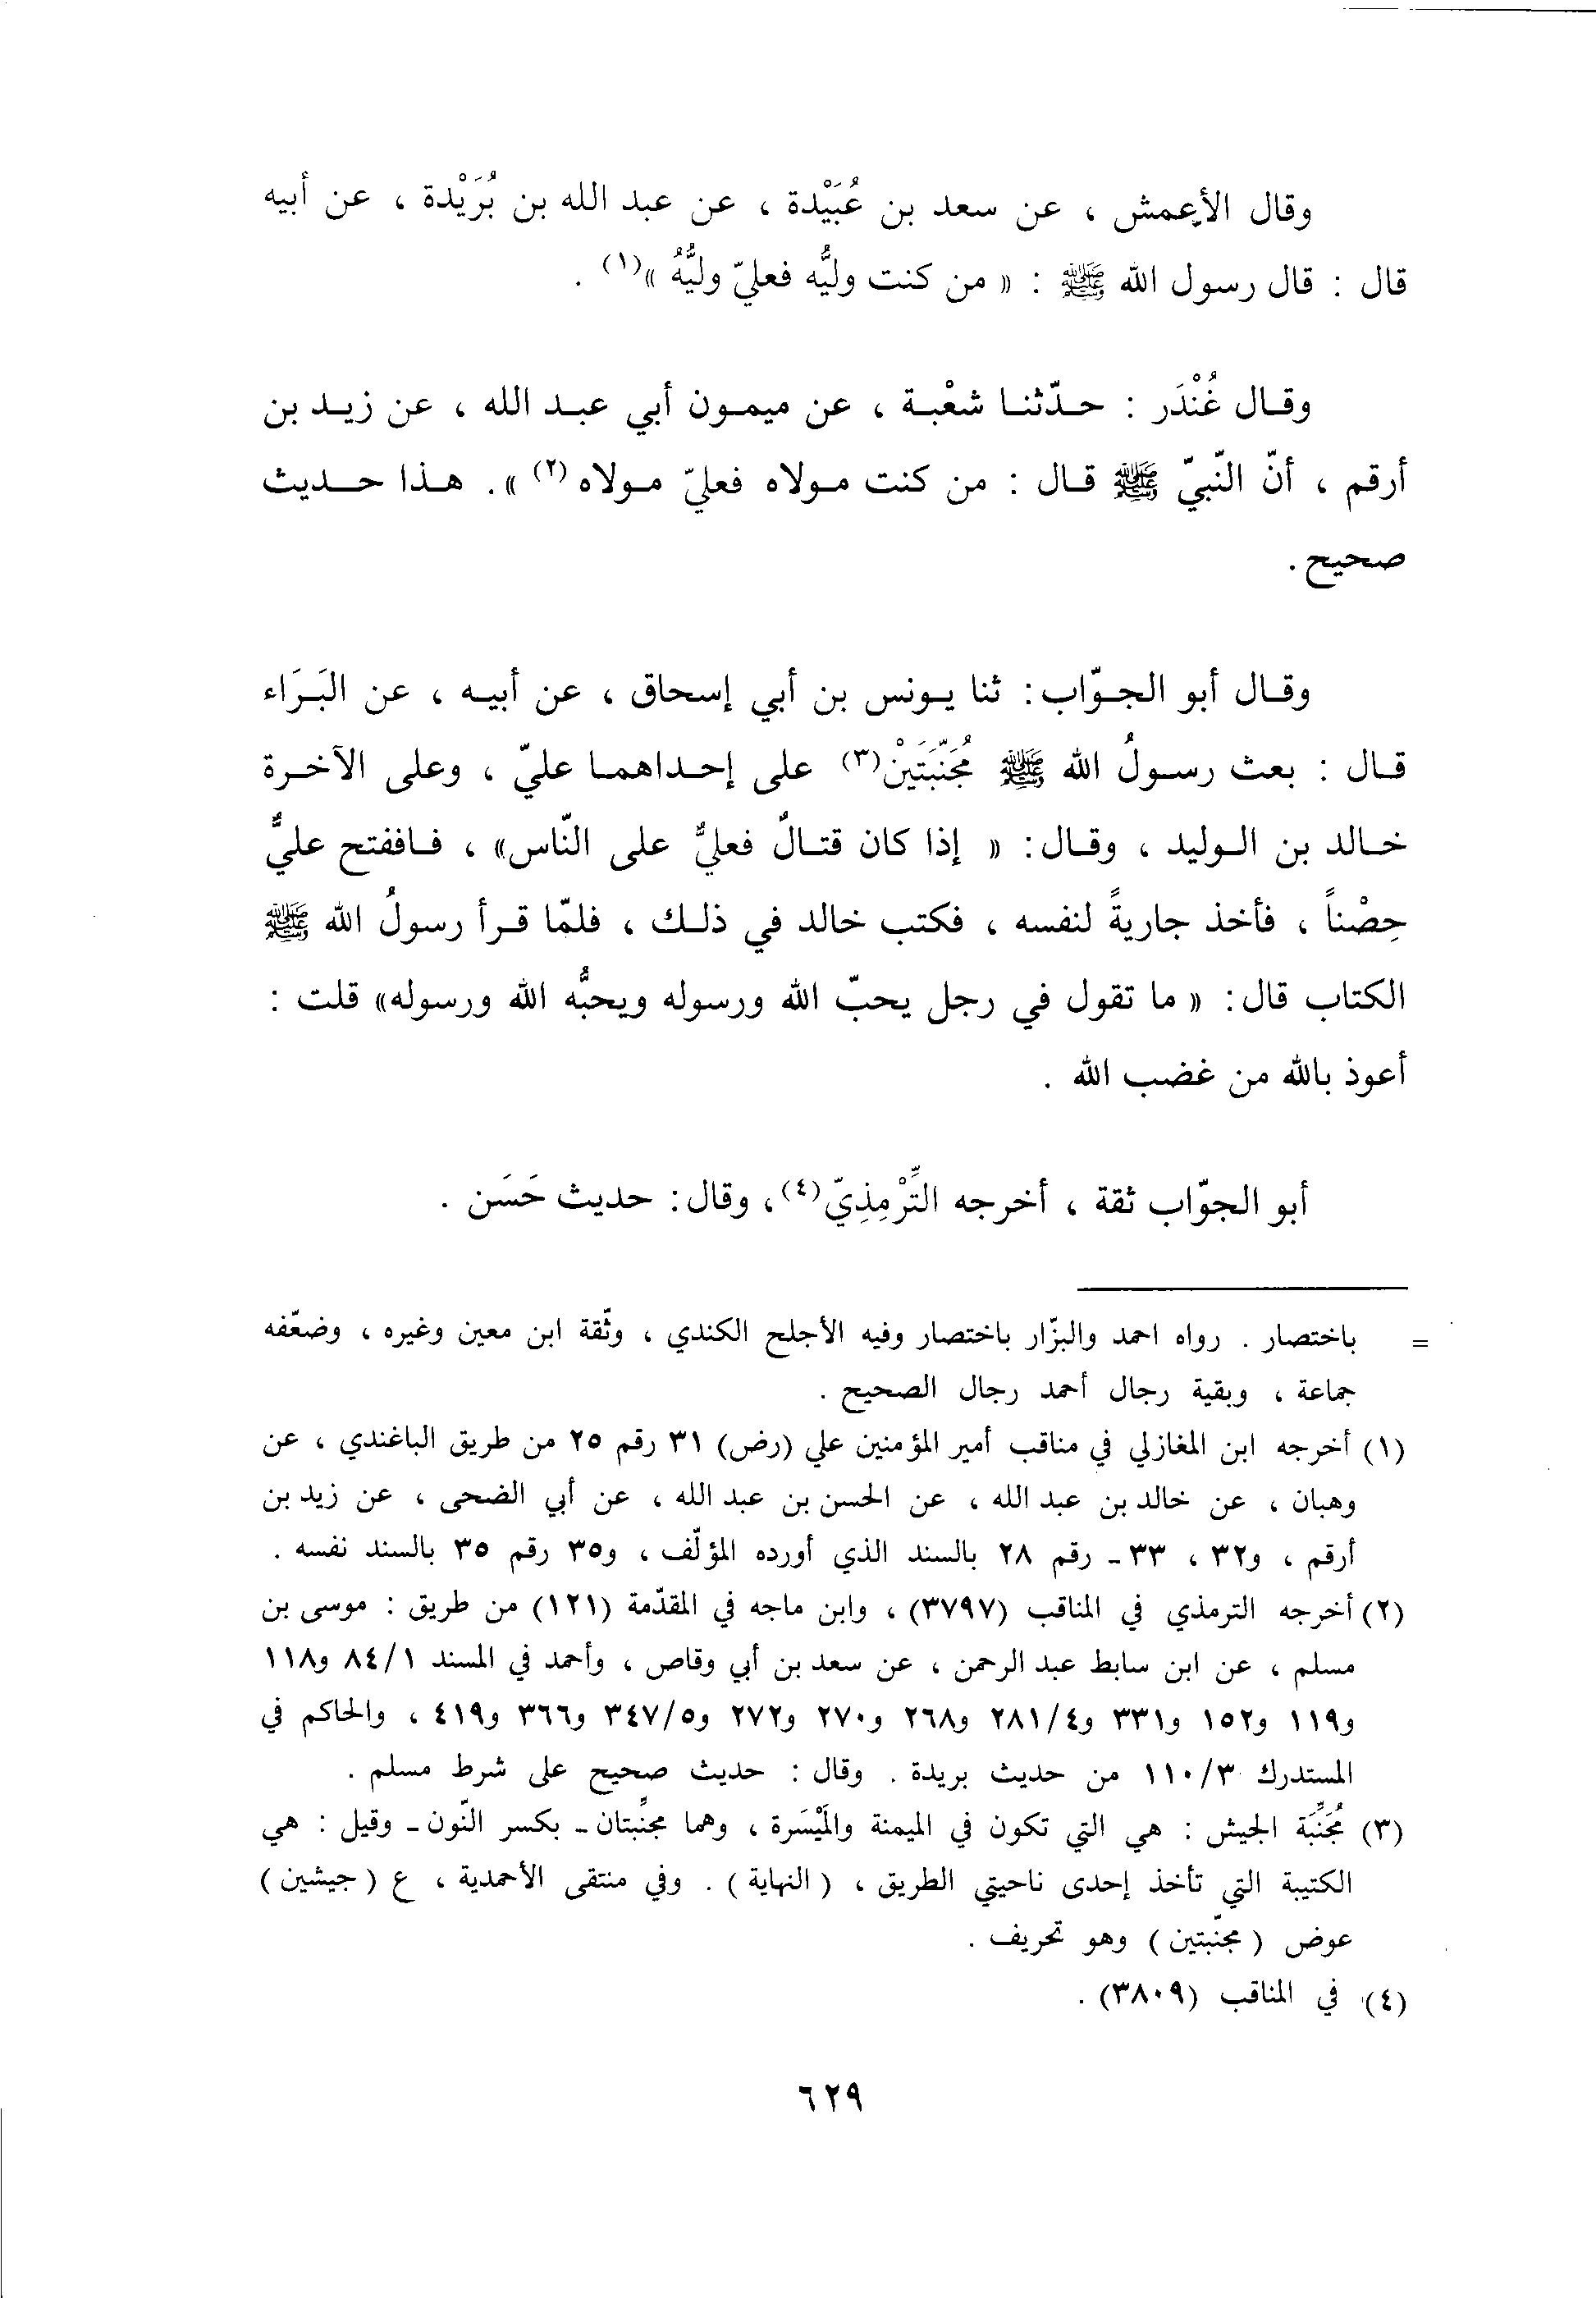 وقال الأعمش ، عن سعد بن عُبَيْدة ، عن عبد الله بن بُرَيْدة ، عن أبيه
قال : قال رسول الله ﷺ : « من كنت وليُّه فعليّ وليُّهُ »(١) .
وقال غُنْدَر : حدّثنا شعْبة ، عن ميمون أبي عبد الله ، عن زيد بن
أرقم ، أنّ النّبيّ ﷺ قال : من كنت مولاه فعليّ مولاه (٢) ». هذا حديث
صحيح .
وقال أبو الجوّاب : ثنا يونس بن أبي إسحاق ، عن أبيه ، عن البَرَاء
قال : بعث رسولُ الله ﷺ مُجَنّبَتَيْن(٣) على إحداهما عليّ ، وعلى الآخرة
خالد بن الوليد ، وقال : « إذا كان قتالٌ فعليٌّ على النّاس» ، فافتتح عليٌّ
حِصْناً ، فأخذ جاريةً لنفسه ، فكتب خالد في ذلك ، فلمّا قرأ رسولُ الله ﷺ
الكتاب قال : « ما تقول في رجل يحبّ الله ورسوله ويحبُّه الله ورسوله» قلت :
أعوذ بالله من غضب الله .
أبو الجوّاب ثقة ، أخرجه التِّرْمِذِيّ(٤)، وقال : حديث حَسَن .
= باختصار . رواه احمد والبزّار باختصار وفيه الأجلح الكندي ، وثّقة ابن معين وغيره ، وضعّفه
جماعة ، وبقية رجال أحمد رجال الصحيح .
(١) أخرجه ابن المغازلي في مناقب أمير المؤمنين علي (رض) ٣١ رقم ٢٥ من طريق الباغندي ، عن
وهبان ، عن خالد بن عبد الله ، عن الحسن بن عبد الله ، عن أبي الضحى ، عن زيد بن
أرقم ، و٣٢ ، ٣٣ - رقم ٢٨ بالسند الذي أورده المؤلّف ، و٣٥ رقم ٣٥ بالسند نفسه .
(٢) أخرجه الترمذي في المناقب (٣٧٩٧) ، وابن ماجه في المقدّمة (١٢١) من طريق : موسى بن
مسلم ، عن ابن سابط عبد الرحمن ، عن سعد بن أبي وقاص ، وأحمد في المسند ٨٤/١ و١١٨
و١١٩ و١٥٢ و٣٣١ و٢٨١/٤ و٢٦٨ و٢٧٠ و٢٧٢ و٣٤٧/٥ و٣٦٦ و٤١٩ ، والحاكم في
المستدرك ١١٠/٣ من حديث بريدة . وقال : حديث صحيح على شرط مسلم .
(٣) مُجَنِّبَة الجيش : هي التي تكون في الميمنة والمَيْسَرة ، وهما مجنِّبتان - بكسر النّون - وقيل : هي
الكتيبة التي تأخذ إحدى ناحيتي الطريق ، ( النهاية ) . وفي منتقى الأحمدية ، ع ( جيشين )
عوض ( مجنّبتين ) وهو تحريف .
(٤) في المناقب (٣٨٠٩) .
٦٢٩